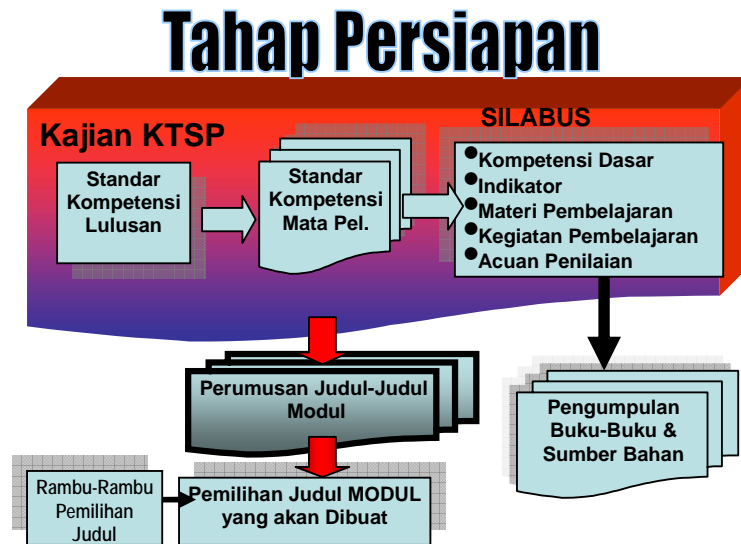 Tahap Persiapan
Kajian KTSP
SILABUS
Standar
Kompetensi
Lulusan
Standar
Kompetensi
Mata Pel.
●Kompetensi Dasar
●Indikator
●Materi Pembelajaran
●Kegiatan Pembelajaran
●Acuan Penilaian
Perumusan Judul-Judul
Modul
Pengumpulan
Buku-Buku &
Sumber Bahan
Rambu-Rambu
Pemilihan
Judul
Pemilihan Judul MODUL
yang akan Dibuat